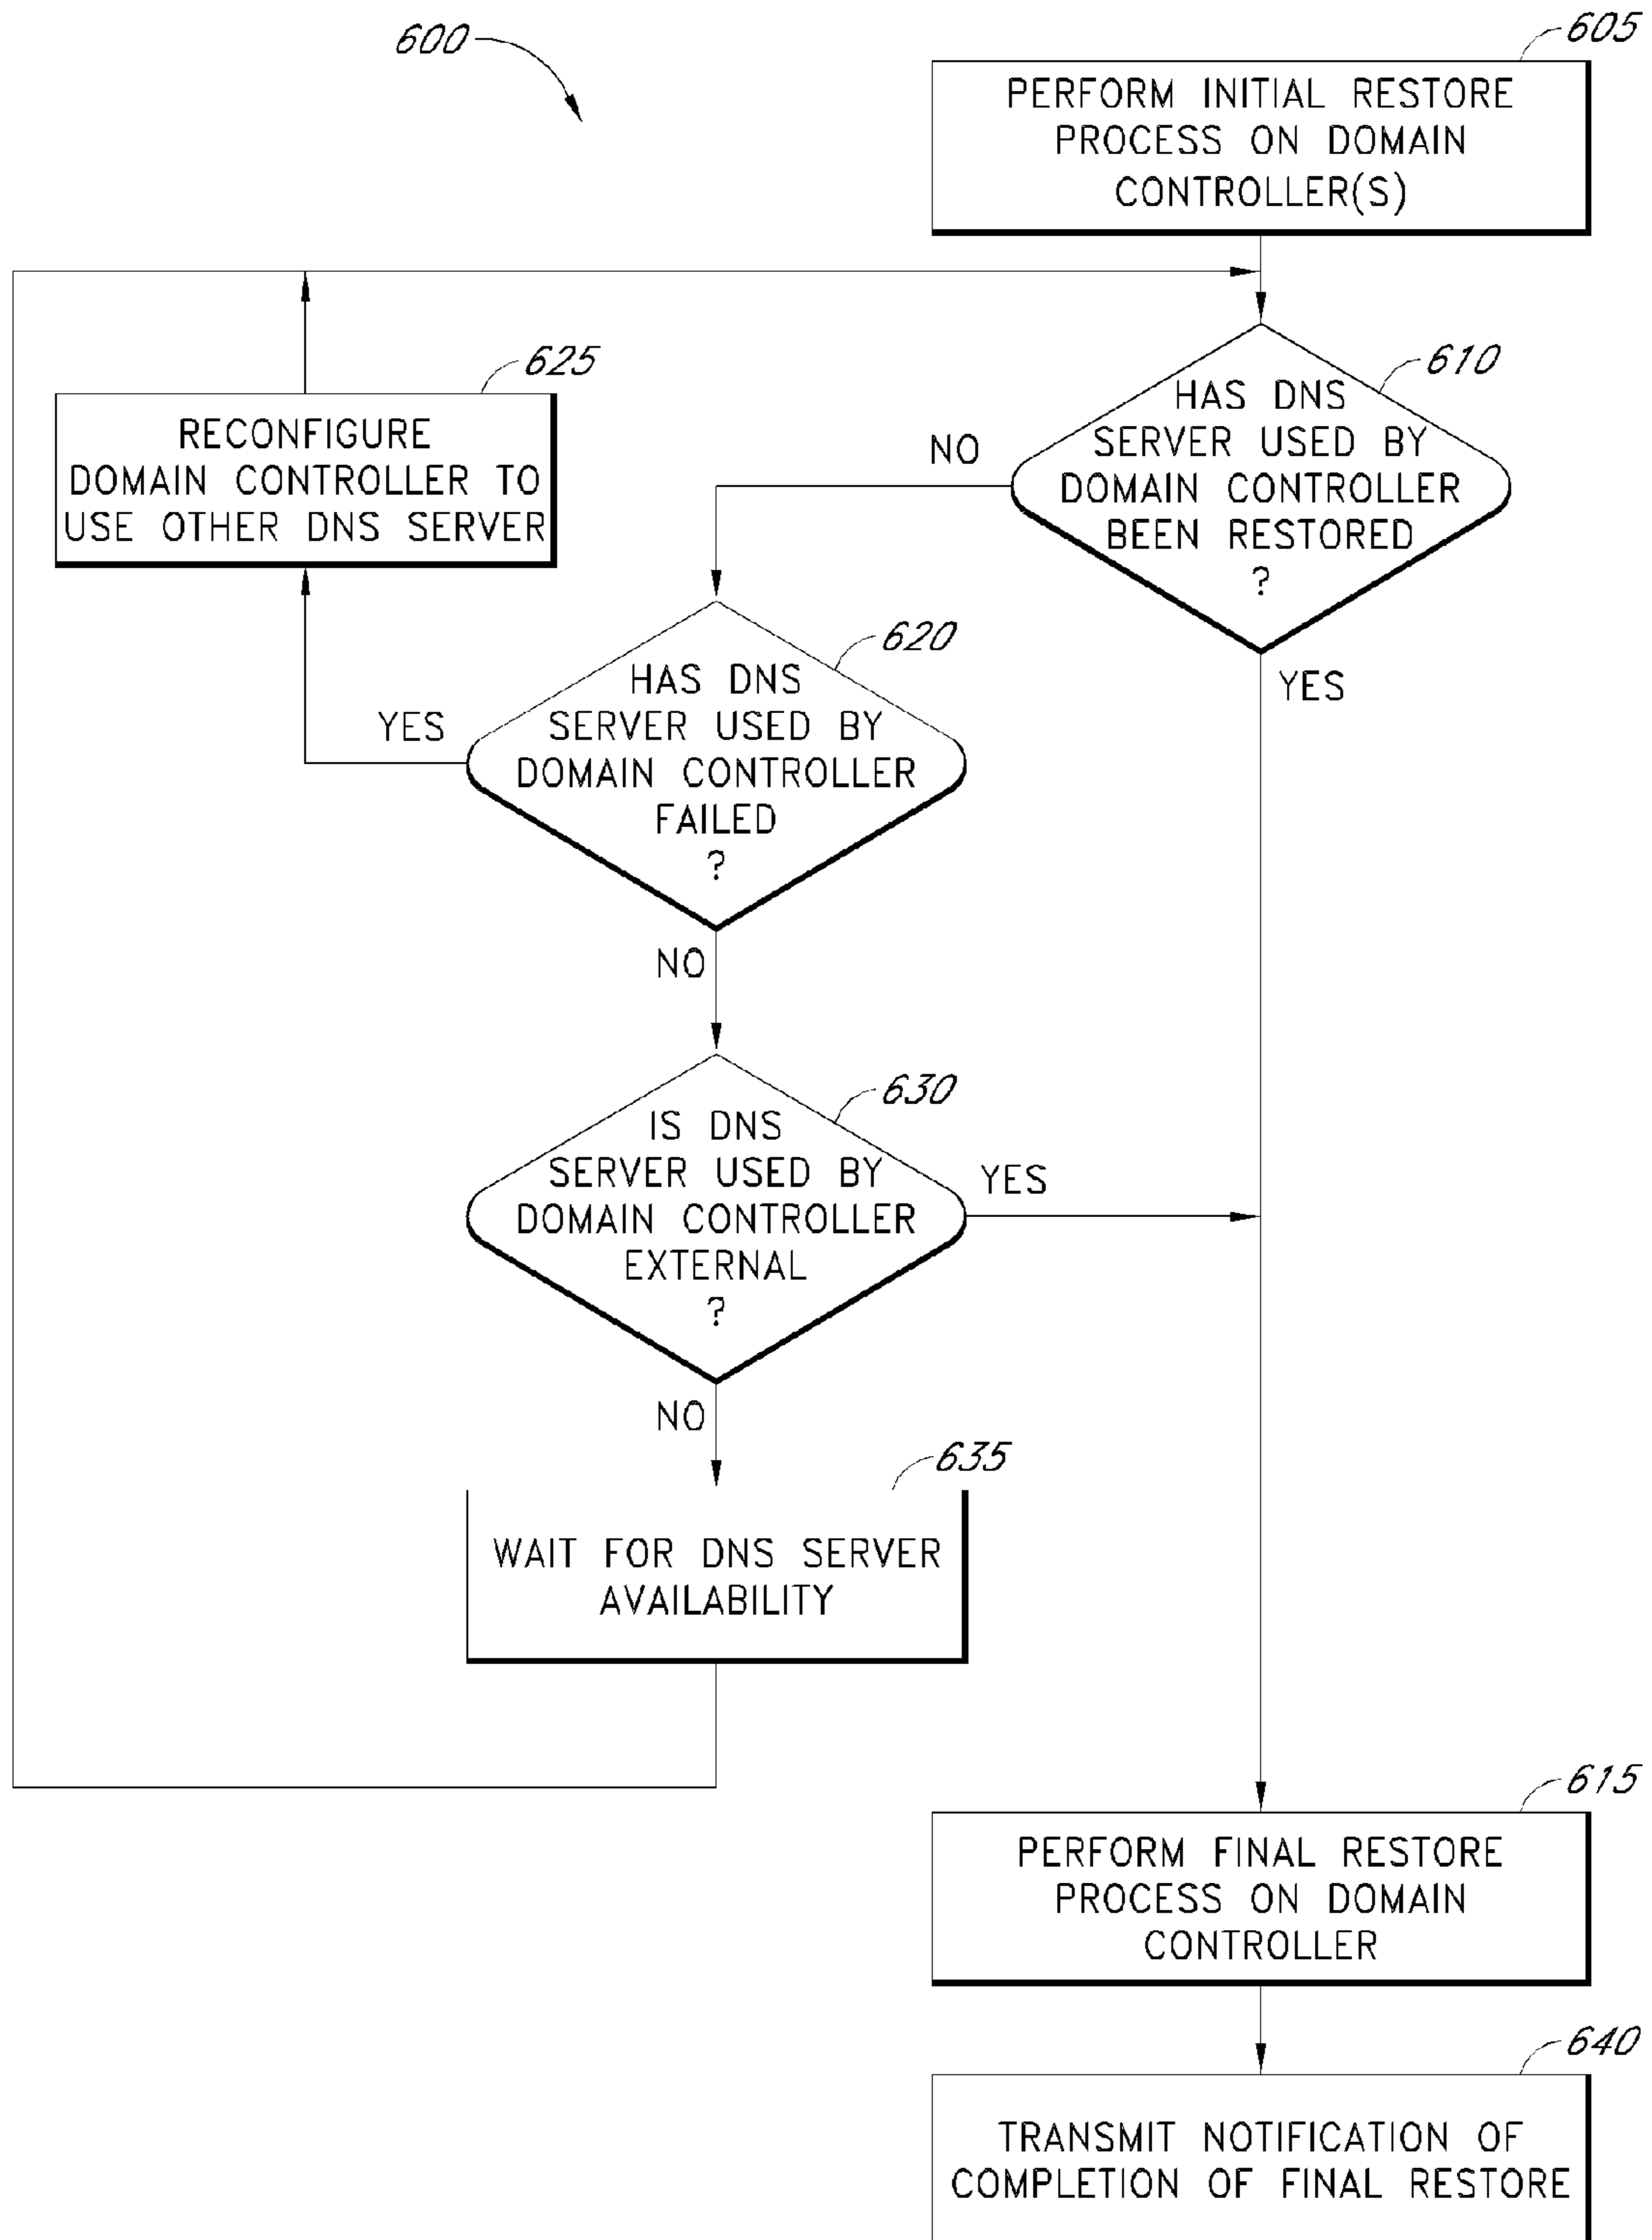 600
605
PERFORM INITIAL RESTORE
PROCESS ON DOMAIN
CONTROLLER(S)
610
HAS DNS
SERVER USED BY
DOMAIN CONTROLLER
BEEN RESTORED
?
NO
YES
625
RECONFIGURE
DOMAIN CONTROLLER TO
USE OTHER DNS SERVER
620
HAS DNS
SERVER USED BY
DOMAIN CONTROLLER
FAILED
?
YES
NO
630
IS DNS
SERVER USED BY
DOMAIN CONTROLLER
EXTERNAL
?
YES
NO
635
WAIT FOR DNS SERVER
AVAILABILITY
615
PERFORM FINAL RESTORE
PROCESS ON DOMAIN
CONTROLLER
640
TRANSMIT NOTIFICATION OF
COMPLETION OF FINAL RESTORE